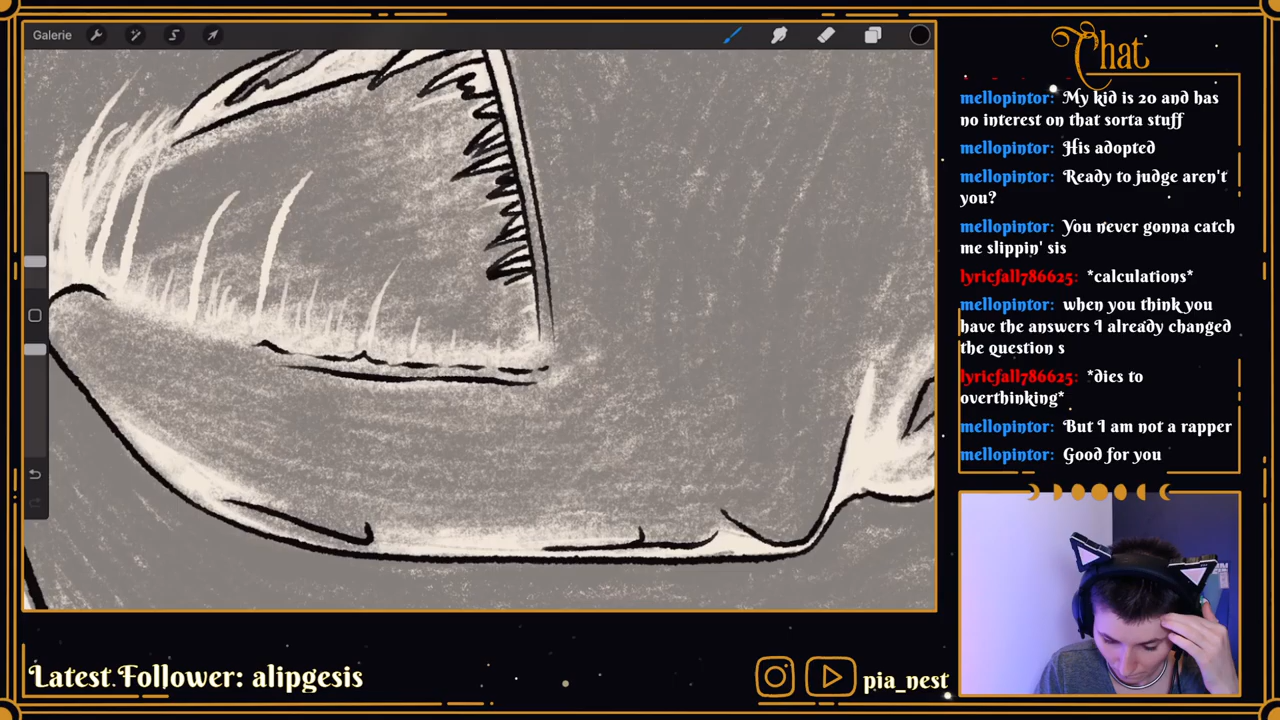 Galerie
Chat
mellopintor: My kid is 20 and has
no interest on that sorta stuff
mellopintor: His adopted
mellopintor: Ready to judge aren't
you?
mellopintor: You never gonna catch
me slippin' sis
lyricfall786625: *calculations*
mellopintor: when you think you
have the answers I already changed
the question s
lyricfall786625: *dies to
overthinking*
mellopintor: But I am not a rapper
mellopintor: Good for you
Latest Follower: alipgesis
pia_nest